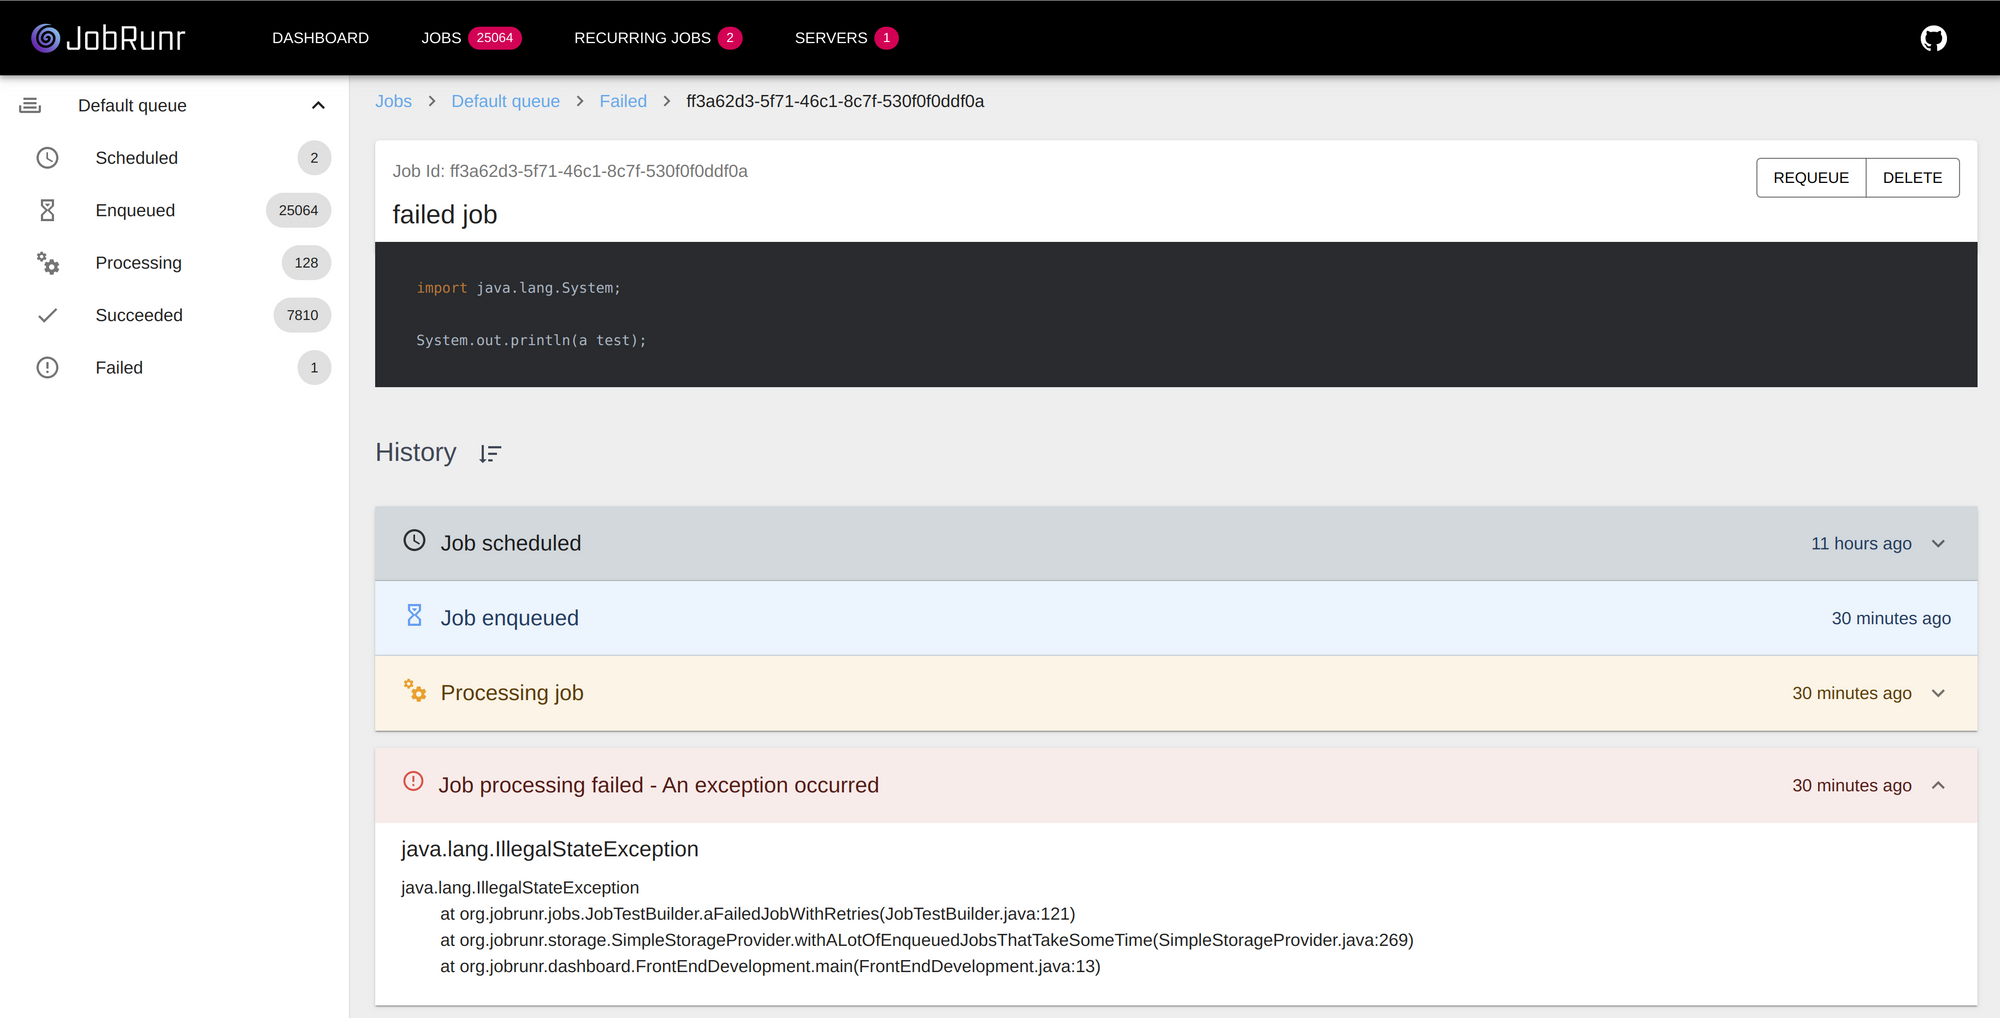 JobRunr
DASHBOARD
JOBS 25064
RECURRING JOBS 2
SERVERS 1
Default queue
Scheduled 2
Enqueued 25064
Processing 128
Succeeded 7810
Failed 1
Jobs > Default queue > Failed > ff3a62d3-5f71-46c1-8c7f-530f0f0ddf0a
Job Id: ff3a62d3-5f71-46c1-8c7f-530f0f0ddf0a
REQUEUE DELETE
failed job
import java.lang.System;
System.out.println(a test);
History
Job scheduled 11 hours ago
Job enqueued 30 minutes ago
Processing job 30 minutes ago
Job processing failed - An exception occurred 30 minutes ago
java.lang.IllegalStateException
java.lang.IllegalStateException
at org.jobrunr.jobs.JobTestBuilder.aFailedJobWithRetries(JobTestBuilder.java:121)
at org.jobrunr.storage.SimpleStorageProvider.withALotOfEnqueuedJobsThatTakeSomeTime(SimpleStorageProvider.java:269)
at org.jobrunr.dashboard.FrontEndDevelopment.main(FrontEndDevelopment.java:13)